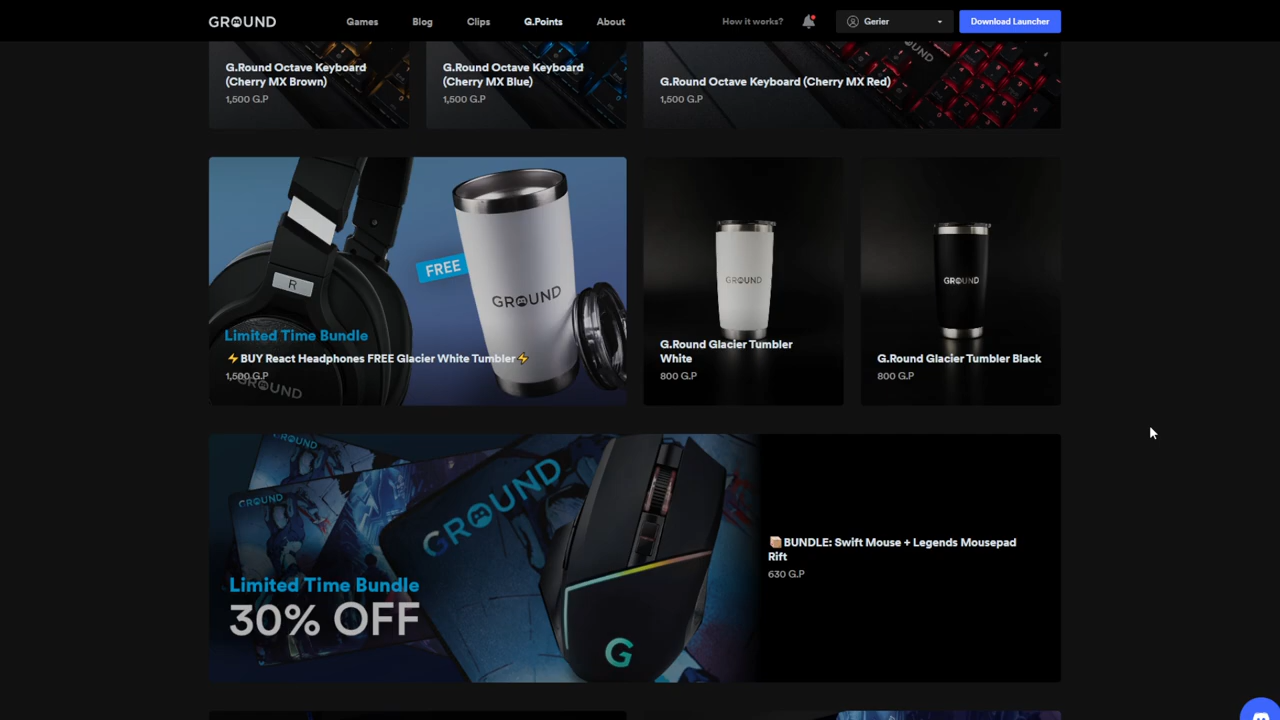 GROUND
Games
Blog
Clips
G.Points
About
How it works?
Gerier
Download Launcher
G.Round Octave Keyboard
(Cherry MX Brown)
1,500 G.P
G.Round Octave Keyboard
(Cherry MX Blue)
1,500 G.P
GROUND
G.Round Octave Keyboard (Cherry MX Red)
1,500 G.P
R
FREE
GROUND
Limited Time Bundle
⚡BUY React Headphones FREE Glacier White Tumbler⚡
1,500 G.P
GROUND
GROUND
G.Round Glacier Tumbler
White
800 G.P
GROUND
G.Round Glacier Tumbler Black
800 G.P
GROUND
GROUND
GROUND
G
Limited Time Bundle
30% OFF
BUNDLE: Swift Mouse + Legends Mousepad
Rift
630 G.P